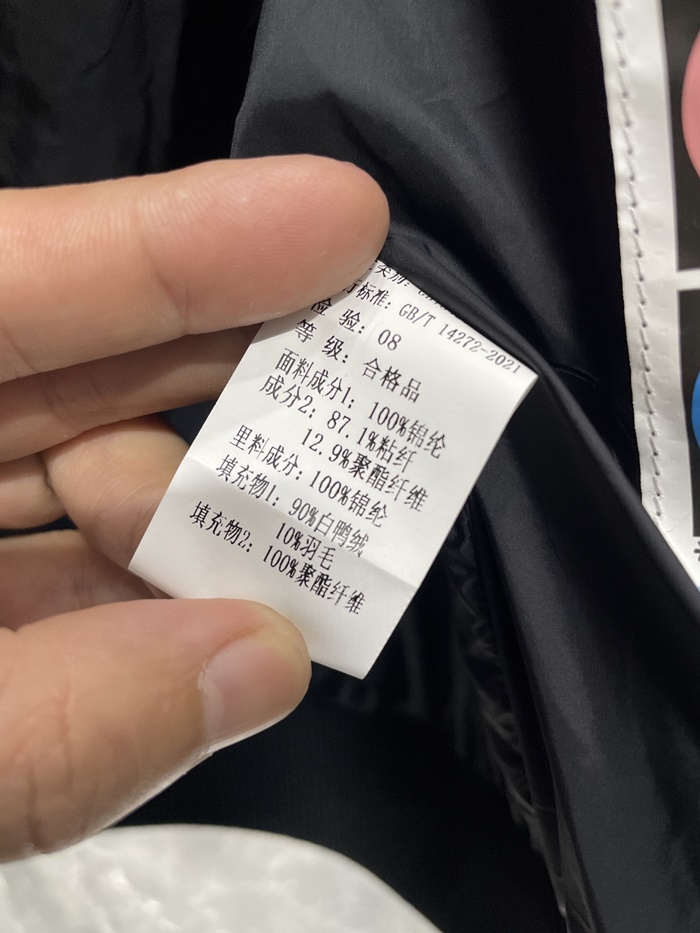 类别:
行标准: GB/T 14272-2021
检 验: 08
等 级: 合格品
面料成分1: 100%锦纶
成分2: 87.1%粘纤
12.9%聚酯纤维
里料成分: 100%锦纶
填充物1: 90%白鸭绒
10%羽毛
填充物2: 100%聚酯纤维